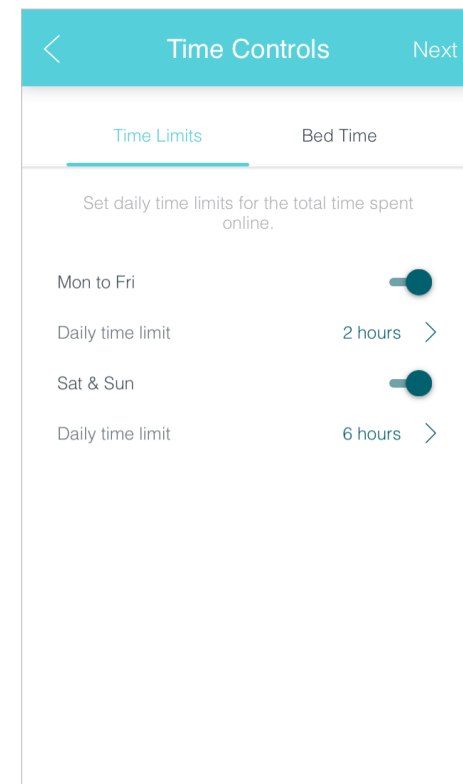 Time Controls
Next
Time Limits
Bed Time
Set daily time limits for the total time spent
online.
Mon to Fri
Daily time limit
2 hours
Sat & Sun
Daily time limit
6 hours